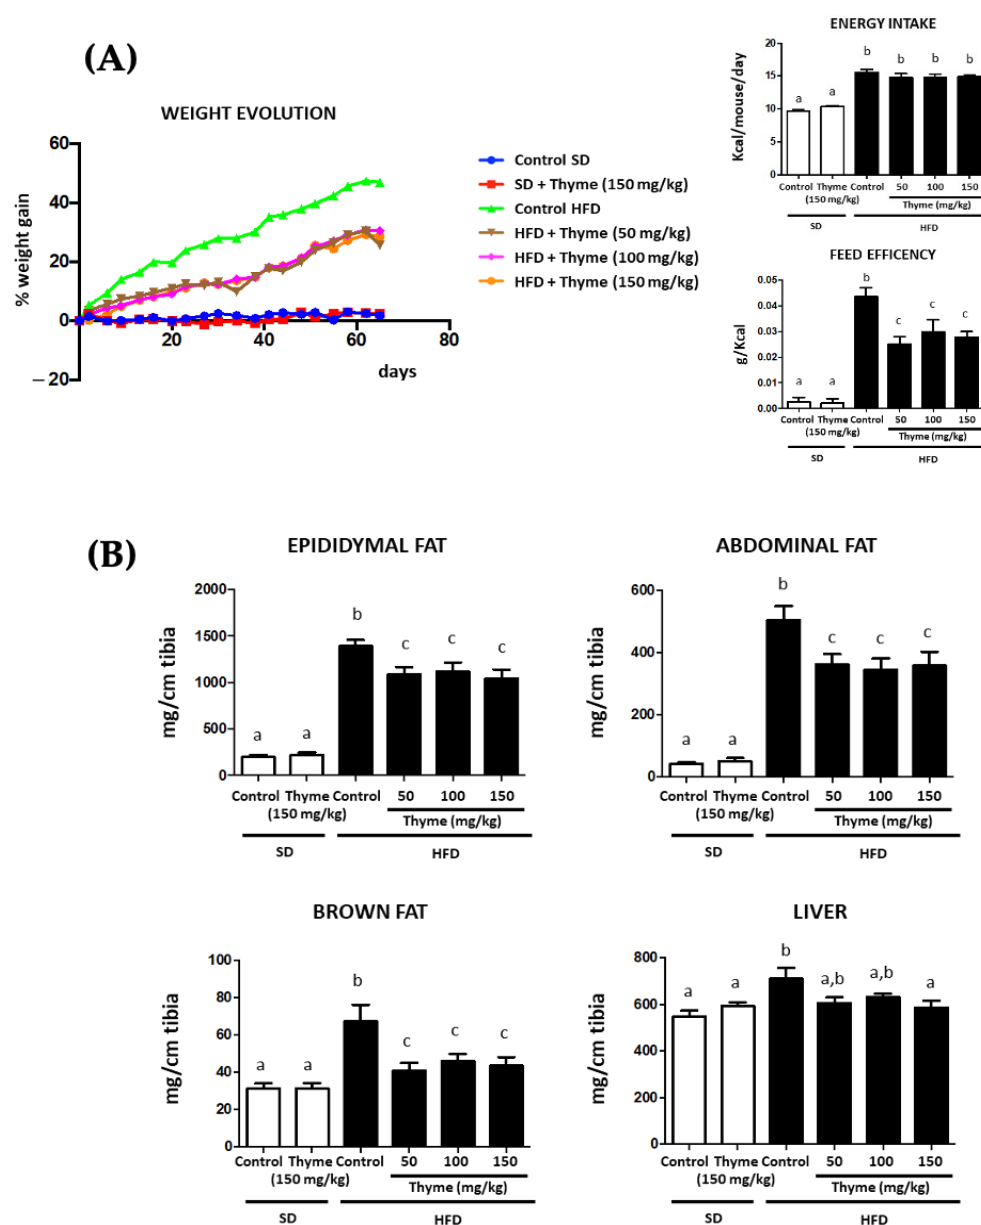 (A)
WEIGHT EVOLUTION
60
40
20
0
–20
20
40
60
80
% weight gain
days
Control SD
SD + Thyme (150 mg/kg)
Control HFD
HFD + Thyme (50 mg/kg)
HFD + Thyme (100 mg/kg)
HFD + Thyme (150 mg/kg)
ENERGY INTAKE
Kcal/mouse/day
20
15
10
5
0
a a b b b b
Control Thyme Control 50 100 150
(150 mg/kg) Thyme (mg/kg)
SD HFD
FEED EFFICENCY
g/Kcal
0.05
0.04
0.03
0.02
0.01
0.00
a a b c c c
Control Thyme Control 50 100 150
(150 mg/kg) Thyme (mg/kg)
SD HFD
(B)
EPIDIDYMAL FAT
mg/cm tibia
2000
1500
1000
500
0
a a b c c c
Control Thyme Control 50 100 150
(150 mg/kg) Thyme (mg/kg)
SD HFD
ABDOMINAL FAT
mg/cm tibia
600
400
200
0
a a b c c c
Control Thyme Control 50 100 150
(150 mg/kg) Thyme (mg/kg)
SD HFD
BROWN FAT
mg/cm tibia
100
80
60
40
20
0
a a b c c c
Control Thyme Control 50 100 150
(150 mg/kg) Thyme (mg/kg)
SD HFD
LIVER
mg/cm tibia
800
600
400
200
0
a a b a,b a,b a
Control Thyme Control 50 100 150
(150 mg/kg) Thyme (mg/kg)
SD HFD